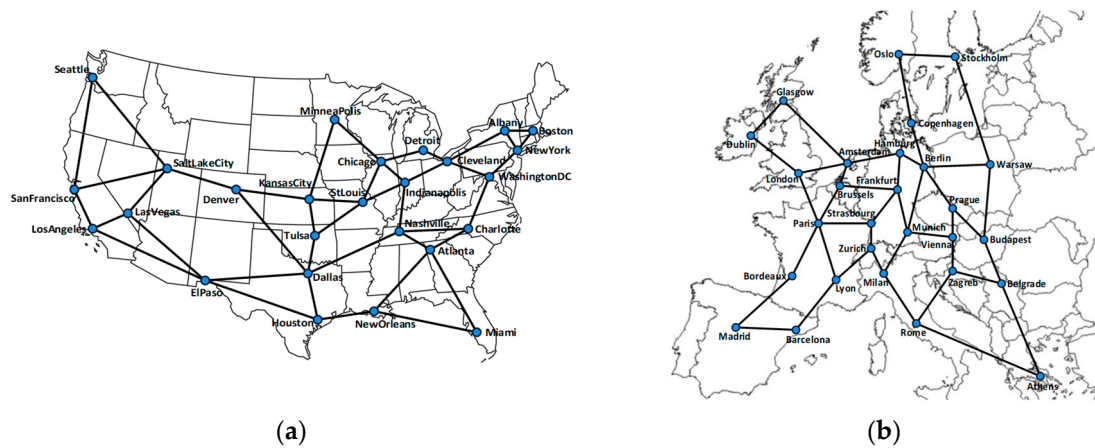 Seattle
MinneaPolis
Albany
Boston
Detroit
NewYork
Chicago
Cleveland
SaltLakeCity
WashingtonDC
KansasCity
StLouis
Indianapolis
SanFrancisco
Denver
LasVegas
LosAngeles
Tulsa
Nashville
Charlotte
Atlanta
Dallas
ElPaso
Houston
NewOrleans
Miami
(a)
Oslo
Stockholm
Glasgow
Copenhagen
Dublin
Hamburg
Amsterdam
Berlin
Warsaw
London
Frankfurt
Brussels
Prague
Strasbourg
Paris
Munich
Vienna
Budapest
Zurich
Bordeaux
Lyon
Milan
Zagreb
Belgrade
Madrid
Barcelona
Rome
Athens
(b)